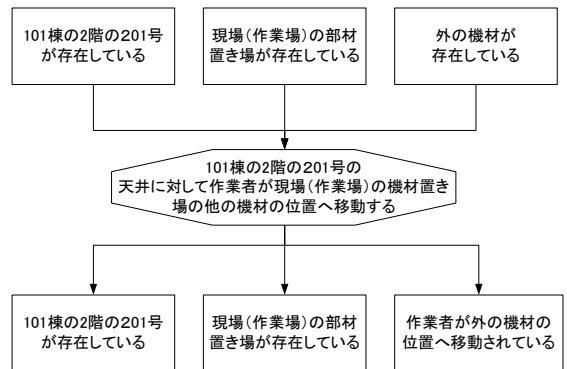 101棟の2階の201号
が存在している
現場(作業場)の部材
置き場が存在している
外の機材が
存在している
101棟の2階の201号の
天井に対して作業者が現場(作業場)の機材置き
場の他の機材の位置へ移動する
101棟の2階の201号
が存在している
現場(作業場)の部材
置き場が存在している
作業者が外の機材の
位置へ移動されている